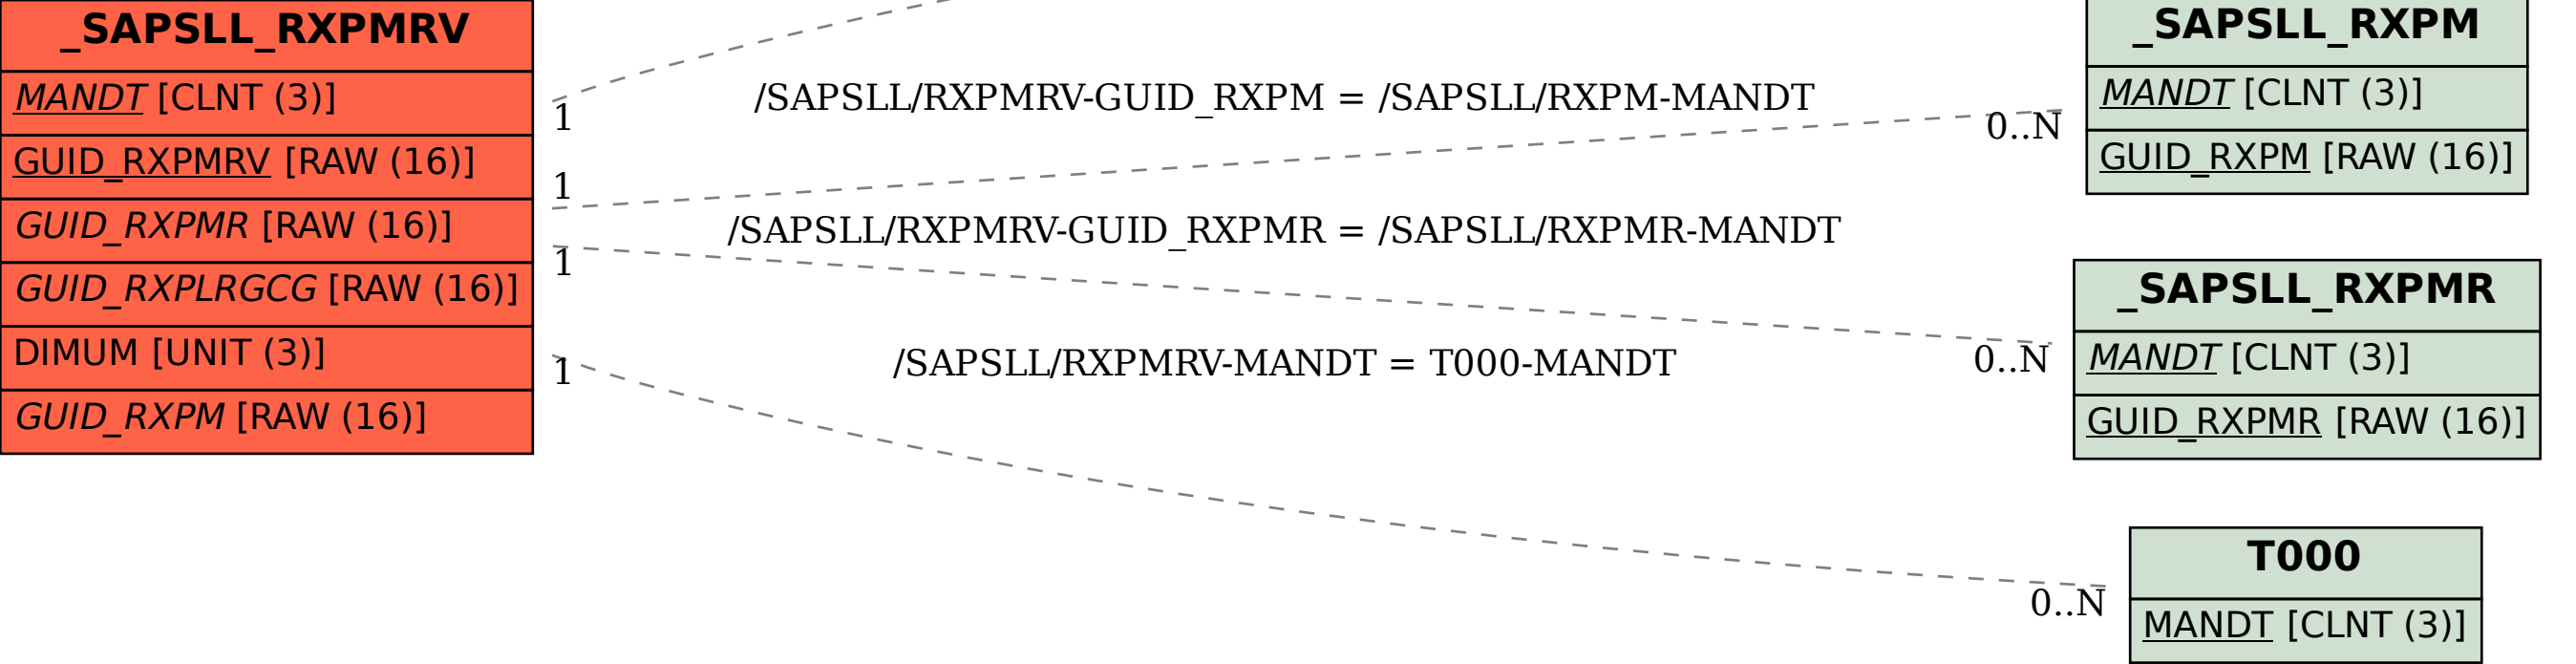 _SAPSLL_RXPMRV
MANDT [CLNT (3)]
GUID_RXPMRV [RAW (16)]
GUID_RXPMR [RAW (16)]
GUID_RXPLRGCG [RAW (16)]
DIMUM [UNIT (3)]
GUID_RXPM [RAW (16)]
1
1
1
1
/SAPSLL/RXPMRV-GUID_RXPM = /SAPSLL/RXPM-MANDT
/SAPSLL/RXPMRV-GUID_RXPMR = /SAPSLL/RXPMR-MANDT
/SAPSLL/RXPMRV-MANDT = T000-MANDT
0..N
0..N
0..N
_SAPSLL_RXPM
MANDT [CLNT (3)]
GUID_RXPM [RAW (16)]
_SAPSLL_RXPMR
MANDT [CLNT (3)]
GUID_RXPMR [RAW (16)]
T000
MANDT [CLNT (3)]